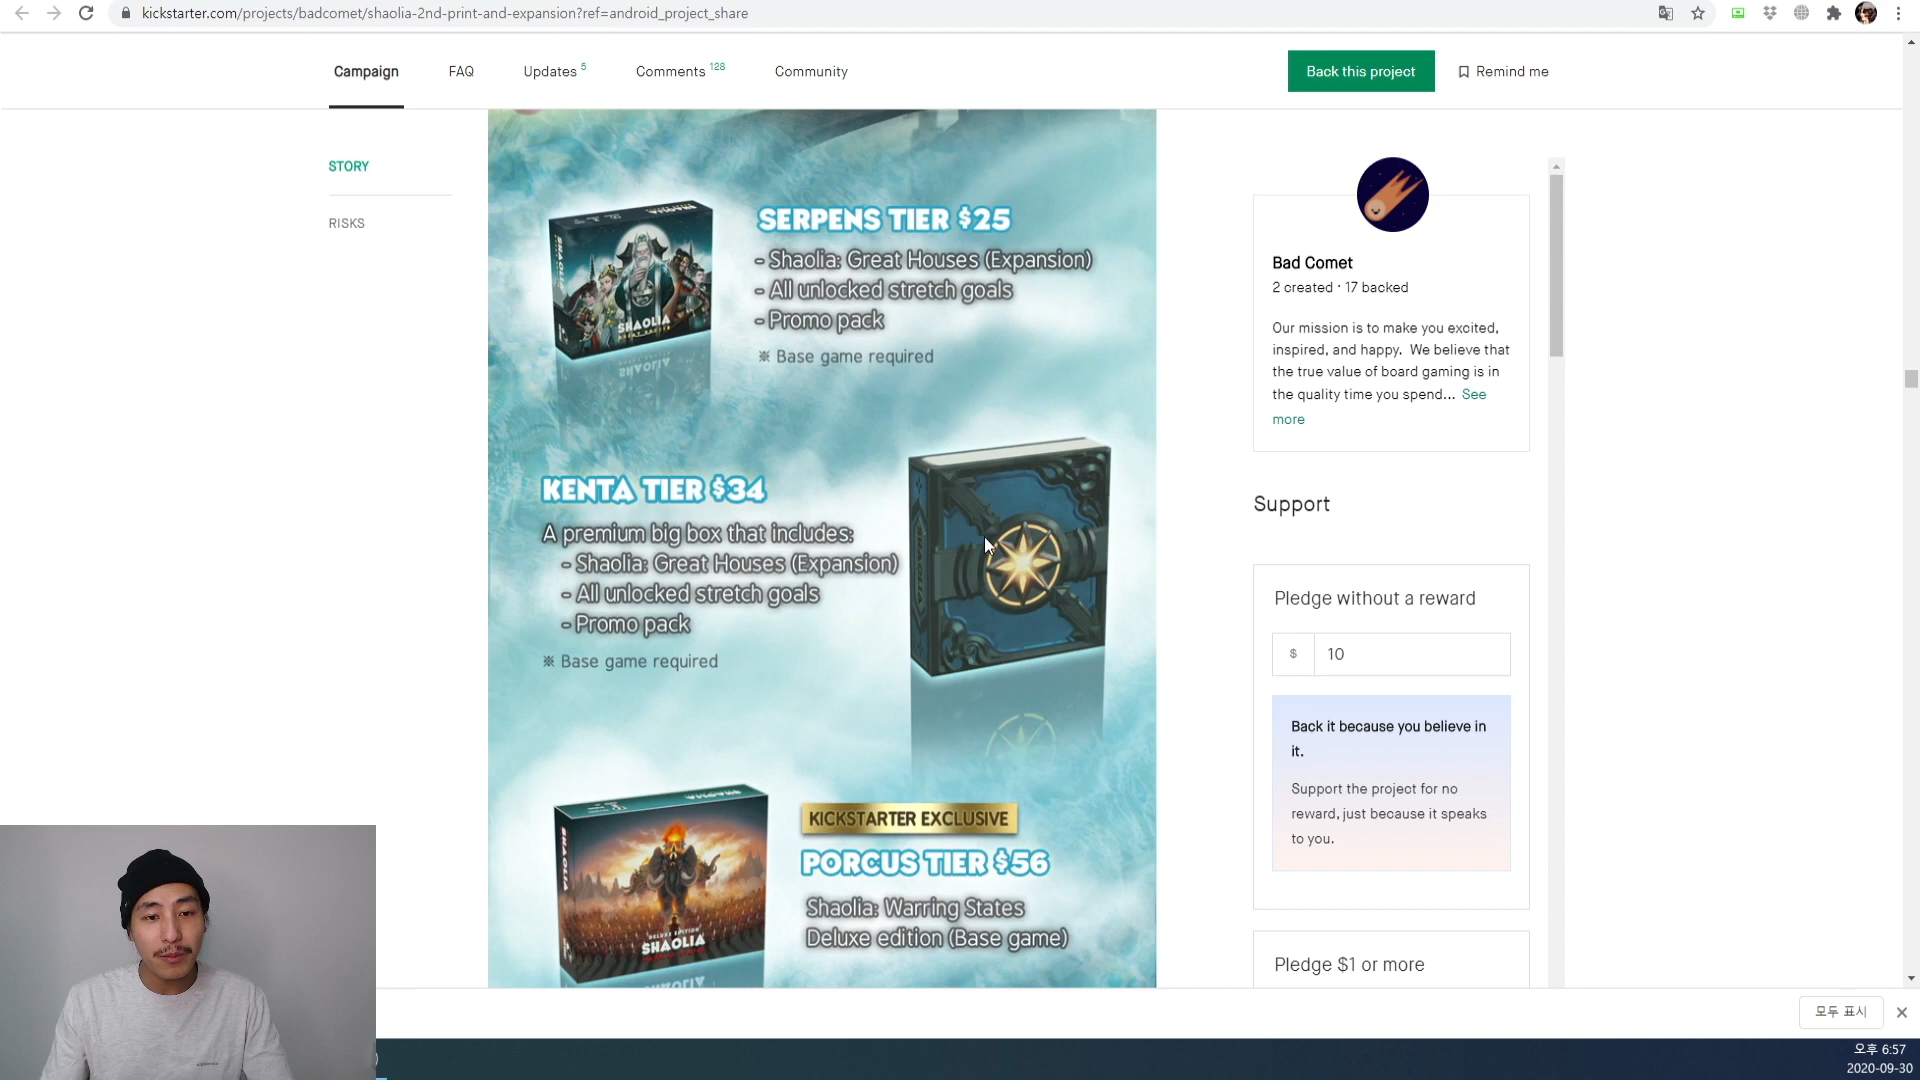 kickstarter.com/projects/badcomet/shaolia-2nd-print-and-expansion?ref=android_project_share
Campaign FAQ Updates 5 Comments 128 Community Back this project Remind me
STORY
RISKS
SHAOLIA
SERPENS TIER $25
- Shaolia: Great Houses (Expansion)
- All unlocked stretch goals
- Promo pack
※ Base game required
KENTA TIER $34
A premium big box that includes:
- Shaolia: Great Houses (Expansion)
- All unlocked stretch goals
- Promo pack
※ Base game required
SHAOLIA
DELUXE EDITION
SHAOLIA
KICKSTARTER EXCLUSIVE
PORCUS TIER $56
Shaolia: Warring States
Deluxe edition (Base game)
Bad Comet
2 created · 17 backed
Our mission is to make you excited,
inspired, and happy. We believe that
the true value of board gaming is in
the quality time you spend... See
more
Support
Pledge without a reward
$ 10
Back it because you believe in
it.
Support the project for no
reward, just because it speaks
to you.
Pledge $1 or more
모두 표시
오후 6:57
2020-09-30